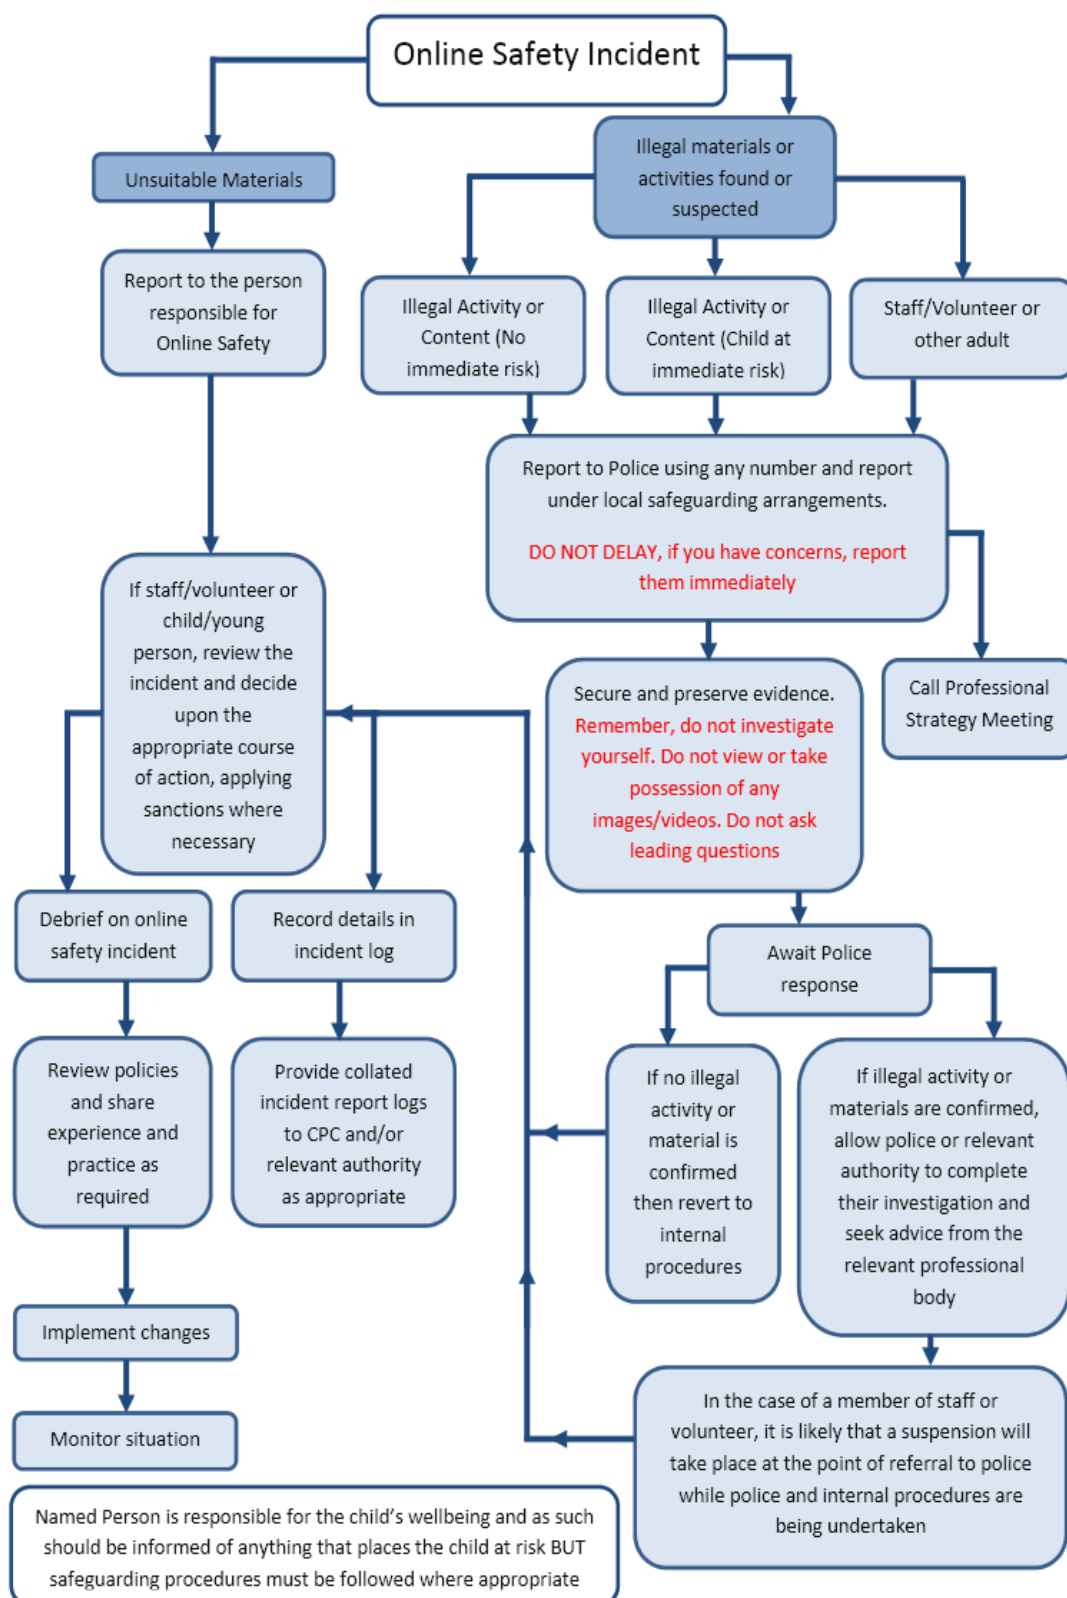 Online Safety Incident
Unsuitable Materials
Illegal materials or
activities found or
suspected
Report to the person
responsible for
Online Safety
Illegal Activity or
Content (No
immediate risk)
Illegal Activity or
Content (Child at
immediate risk)
Staff/Volunteer or
other adult
Report to Police using any number and report
under local safeguarding arrangements.
DO NOT DELAY, if you have concerns, report
them immediately
If staff/volunteer or
child/young
person, review the
incident and decide
upon the
appropriate course
of action, applying
sanctions where
necessary
Secure and preserve evidence.
Remember, do not investigate
yourself. Do not view or take
possession of any
images/videos. Do not ask
leading questions
Call Professional
Strategy Meeting
Debrief on online
safety incident
Record details in
incident log
Await Police
response
Review policies
and share
experience and
practice as
required
Provide collated
incident report logs
to CPC and/or
relevant authority
as appropriate
If no illegal
activity or
material is
confirmed
then revert to
internal
procedures
If illegal activity or
materials are confirmed,
allow police or relevant
authority to complete
their investigation and
seek advice from the
relevant professional
body
Implement changes
Monitor situation
In the case of a member of staff or
volunteer, it is likely that a suspension will
take place at the point of referral to police
while police and internal procedures are
being undertaken
Named Person is responsible for the child's wellbeing and as such
should be informed of anything that places the child at risk BUT
safeguarding procedures must be followed where appropriate